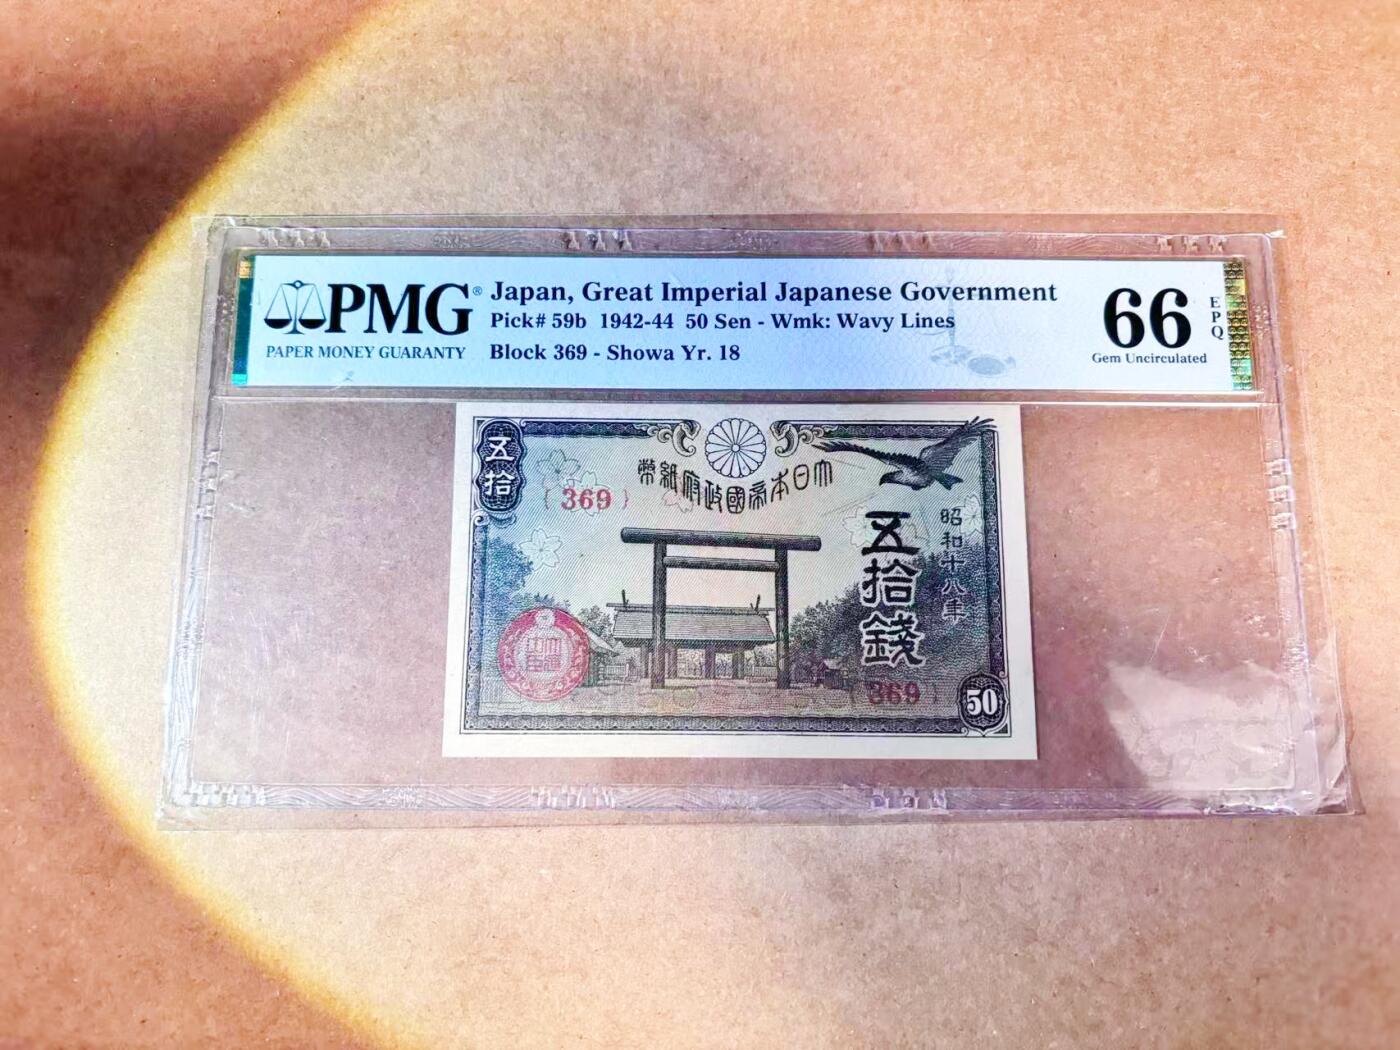 PMG®
PAPER MONEY GUARANTY
Japan, Great Imperial Japanese Government
Pick# 59b 1942-44 50 Sen - Wmk: Wavy Lines
Block 369 - Showa Yr. 18
66
EPQ
Gem Uncirculated
五拾
{ 369 }
幣紙府政國帝本日大
昭和十八年
五拾錢
{ 369 }
50